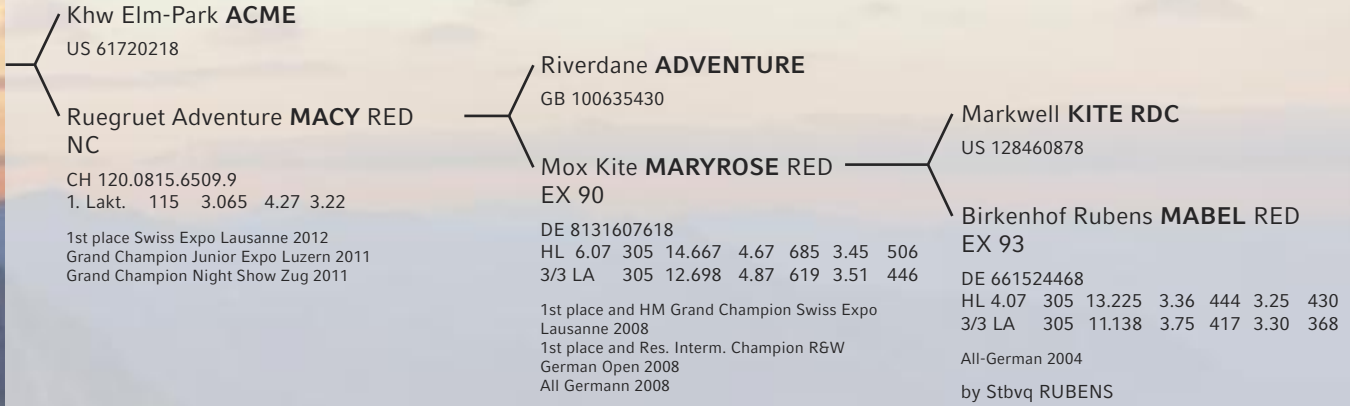 Khw Elm-Park ACME
US 61720218
Ruegruet Adventure MACY RED
NC
CH 120.0815.6509.9
1. Lakt. 115 3.065 4.27 3.22
1st place Swiss Expo Lausanne 2012
Grand Champion Junior Expo Luzern 2011
Grand Champion Night Show Zug 2011
Riverdane ADVENTURE
GB 100635430
Mox Kite MARYROSE RED
EX 90
DE 8131607618
HL 6.07 305 14.667 4.67 685 3.45 506
3/3 LA 305 12.698 4.87 619 3.51 446
1st place and HM Grand Champion Swiss Expo
Lausanne 2008
1st place and Res. Interm. Champion R&W
German Open 2008
All Germann 2008
Markwell KITE RDC
US 128460878
Birkenhof Rubens MABEL RED
EX 93
DE 661524468
HL 4.07 305 13.225 3.36 444 3.25 430
3/3 LA 305 11.138 3.75 417 3.30 368
All-German 2004
by Stbvq RUBENS